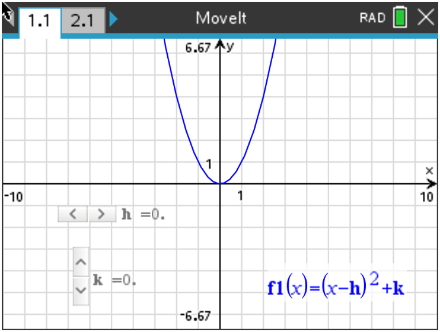 1.1 2.1 MoveIt RAD
6.67 y
1
x
-10 1 10
h =0.
k =0.
f1(x)=(x-h)²+k
-6.67